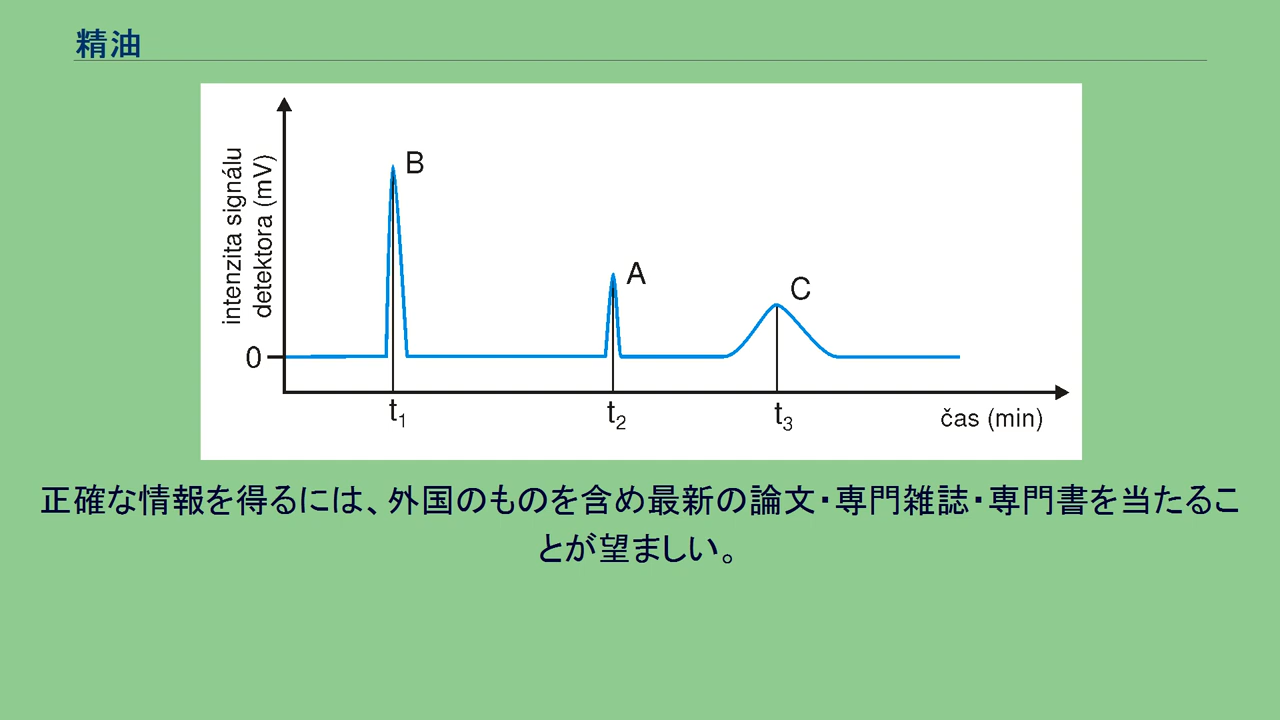 精油
intenzita signálu
detektora (mV)
B
A
C
0
t1
t2
t3
čas (min)
正確な情報を得るには、外国のものを含め最新の論文・専門雑誌・専門書を当たるこ
とが望ましい。